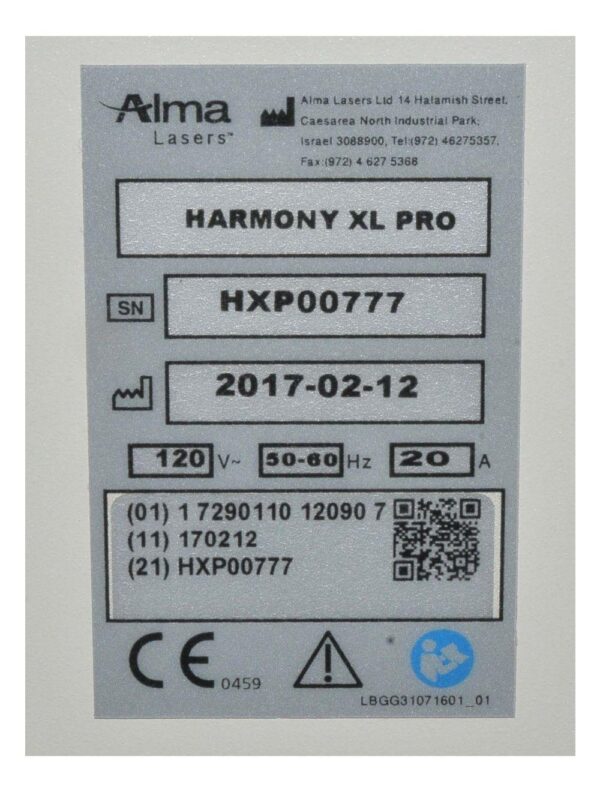 Alma
Lasers™
Alma Lasers Ltd 14 Halamish Street,
Caesarea North Industrial Park,
Israel 3088900, Tel:(972) 46275357,
Fax:(972) 4 627 5368
HARMONY XL PRO
SN HXP00777
2017-02-12
120 V~ 50-60 Hz 20 A
(01) 1 7290110 12090 7
(11) 170212
(21) HXP00777
CE 0459
LBGG31071601_01